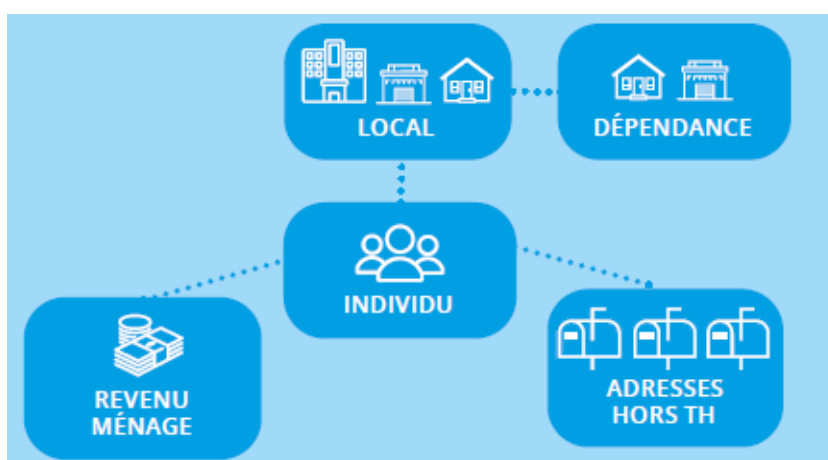 LOCAL
DÉPENDANCE
INDIVIDU
REVENU
MÉNAGE
ADRESSES
HORS TH